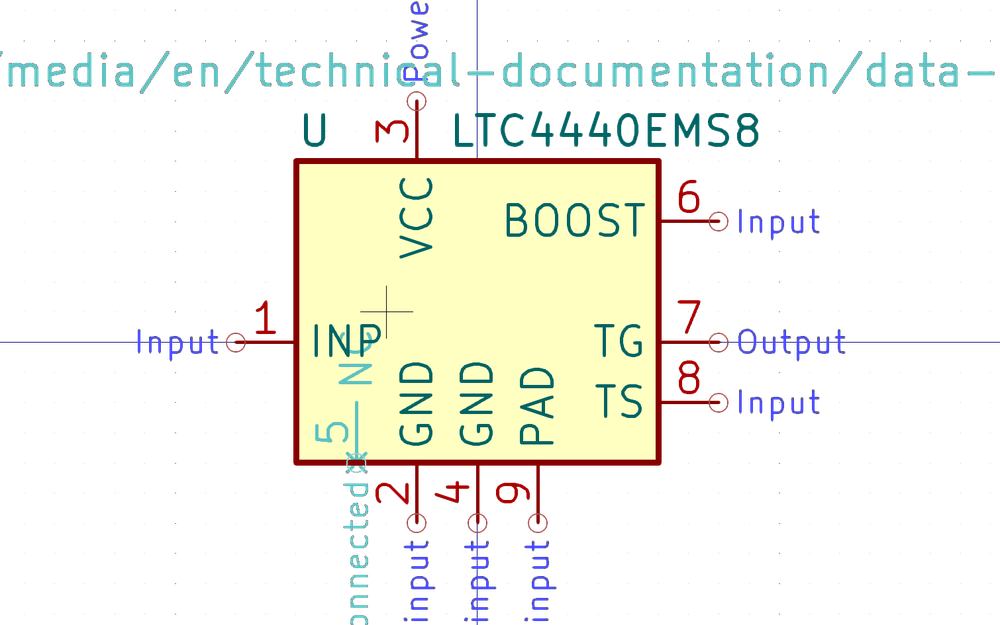 Powe
/media/en/technical-documentation/data-
U
3
LTC4440EMS8
VCC
6
BOOST
Input
1
7
Input
INP
TG
Output
NC
8
GND
GND
PAD
TS
Input
5
2
4
9
onnected
input
input
input